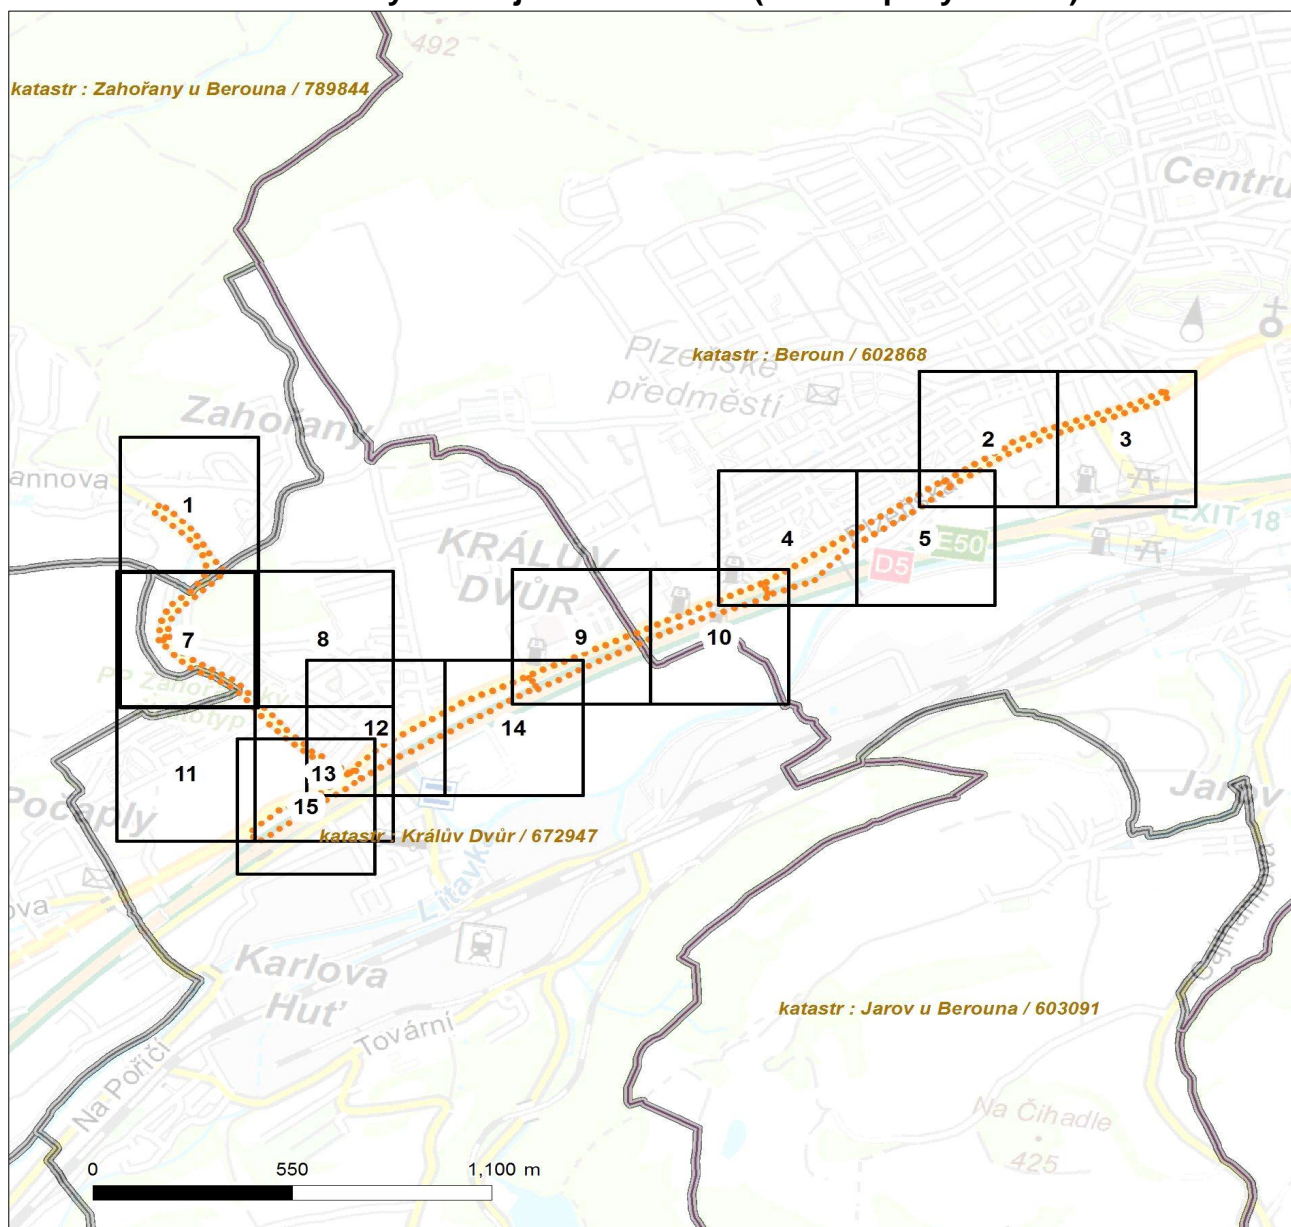 492
katastr : Zahořany u Berouna / 789844
Centru
Plzeňské
předměstí
katastr : Beroun / 602868
Zahořany
annova
1
2
3
4
5
Plzeňská
EXIT 18
E50
D5
KRÁLŮV
DVŮR
7
8
9
10
11
12
13
14
15
Počaply
katastr : Králův Dvůr / 672947
Litavka
Jarov
ova
Karlova
Huť
Tovární
Na Poříčí
katastr : Jarov u Berouna / 603091
Na Čihadle
425
0 550 1,100 m